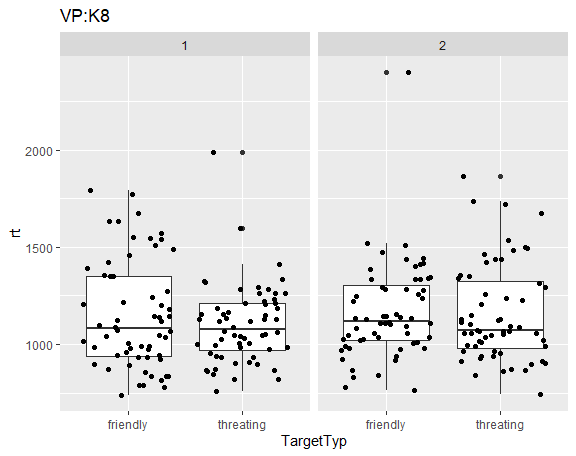 VP:K8
1 2
rt
2000
1500
1000
friendly threating friendly threating
TargetTyp